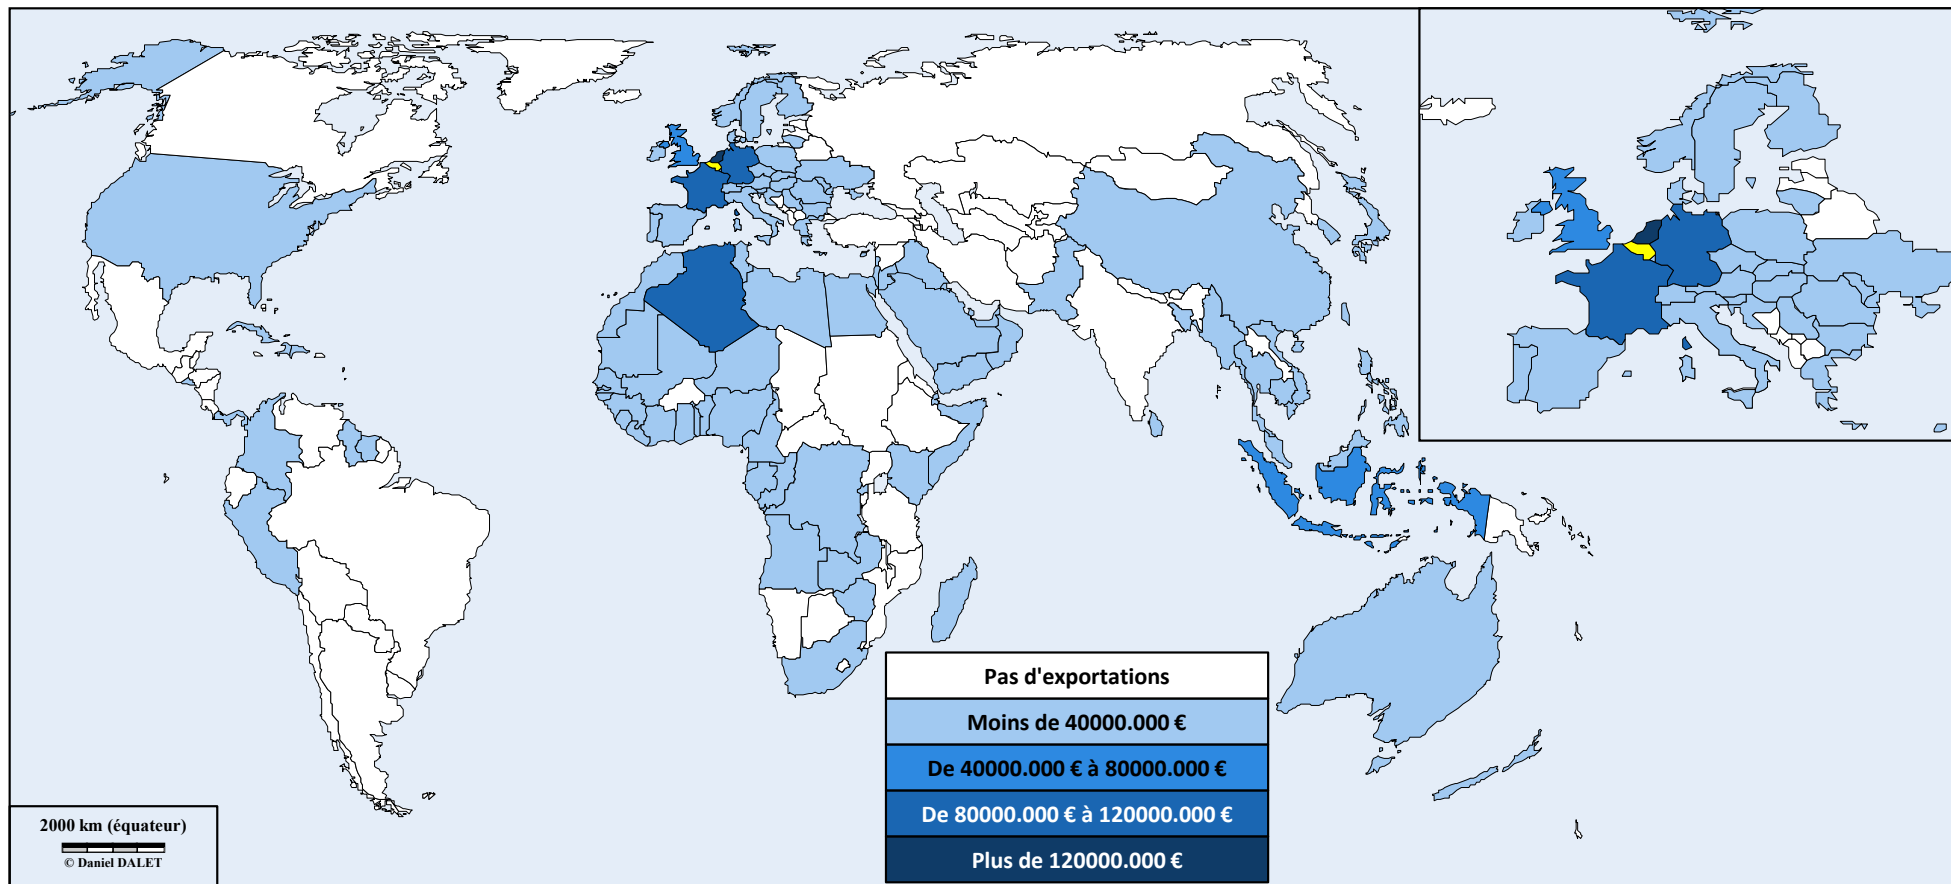 Pas d'exportations
Moins de 40000.000 €
De 40000.000 € à 80000.000 €
De 80000.000 € à 120000.000 €
Plus de 120000.000 €
2000 km (équateur)
© Daniel DALET